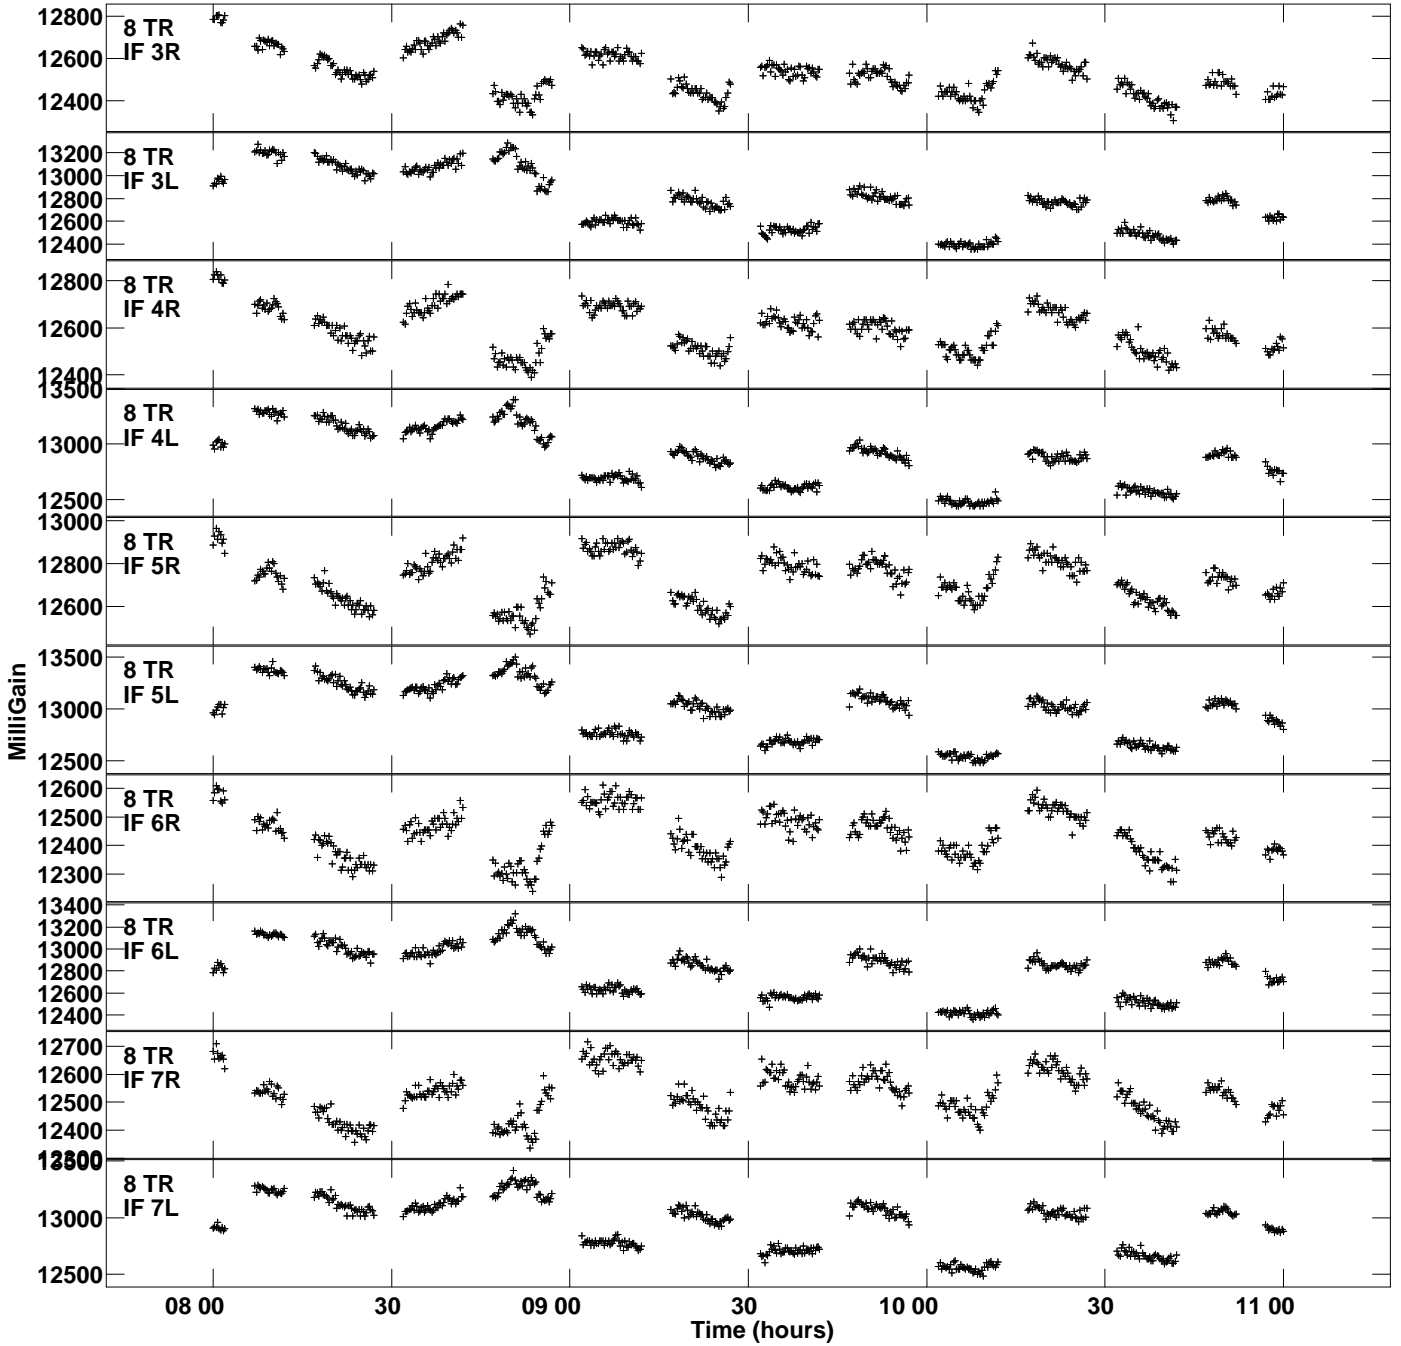 12800
12600
12400
8 TR
IF 3R
13200
13000
12800
12600
12400
8 TR
IF 3L
12800
12600
12400
8 TR
IF 4R
13500
13000
12500
8 TR
IF 4L
13000
12800
12600
8 TR
IF 5R
13500
13000
12500
8 TR
IF 5L
12600
12500
12400
12300
8 TR
IF 6R
13400
13200
13000
12800
12600
12400
8 TR
IF 6L
12700
12600
12500
12400
8 TR
IF 7R
13000
12500
8 TR
IF 7L
MilliGain
08 00 30 09 00 30 10 00 30 11 00
Time (hours)